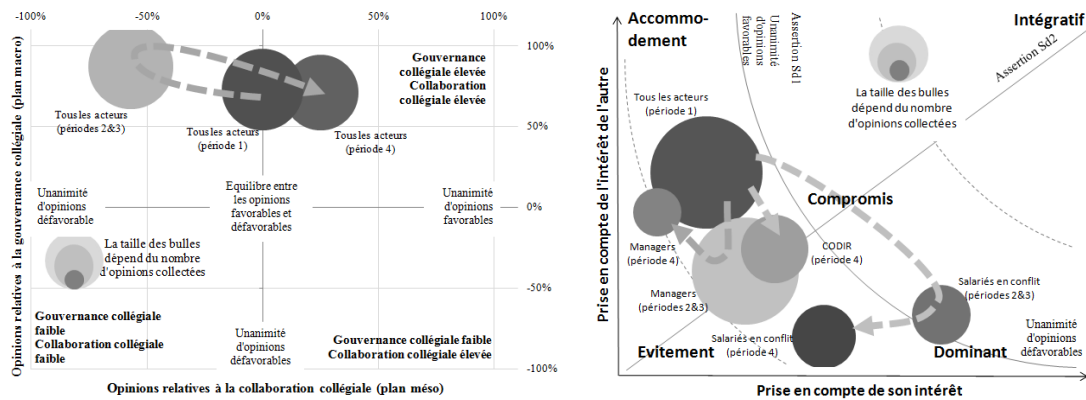 -100%
-50%
0%
50%
100%
Opinions relatives à la gouvernance collégiale (plan macro)
100%
Gouvernance
collégiale élevée
Collaboration
collégiale élevée
Tous les acteurs
(périodes 2&3)
Tous les acteurs
(période 1)
Tous les acteurs
(période 4)
50%
Unanimité
d'opinions
défavorable
Equilibre entre
les opinions
favorables et
défavorables
Unanimité
d'opinions
favorables
0%
La taille des bulles
dépend du nombre
d'opinions collectées
-50%
Gouvernance collégiale
faible
Collaboration collégiale
faible
Unanimité
d'opinions
défavorables
Gouvernance collégiale faible
Collaboration collégiale élevée
-100%
Opinions relatives à la collaboration collégiale (plan méso)
Prise en compte de l'intérêt de l'autre
Accommo-
dement
Unanimité
d'opinions
favorables
Assertion Sd1
Intégratif
Assertion Sd2
La taille des bulles
dépend du nombre
d'opinions collectées
Tous les acteurs
(période 1)
Compromis
Managers
(période 4)
CODIR
(période 4)
Managers
(périodes 2&3)
Salariés en conflit
(périodes 2&3)
Salariés en conflit
(période 4)
Unanimité
d'opinions
défavorables
Evitement
Dominant
Prise en compte de son intérêt